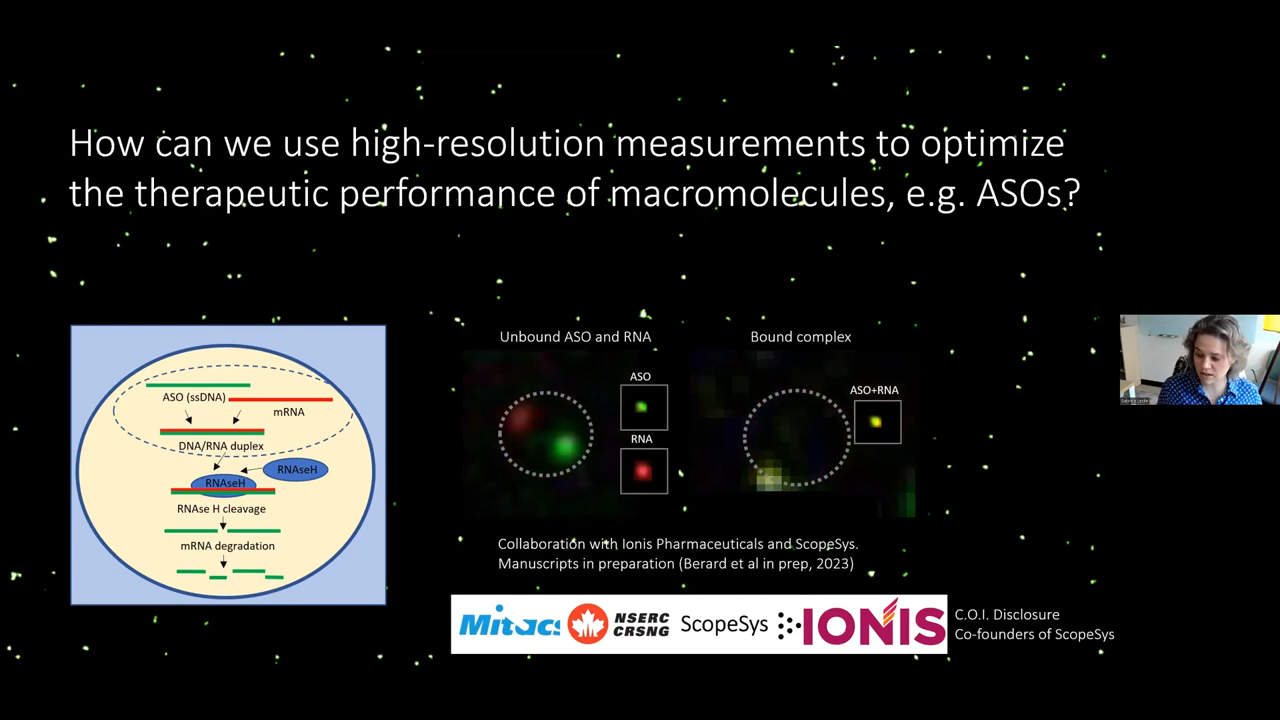 How can we use high-resolution measurements to optimize
the therapeutic performance of macromolecules, e.g. ASOs?
ASO (ssDNA)
mRNA
DNA/RNA duplex
RNAseH
RNAseH
RNAse H cleavage
mRNA degradation
Unbound ASO and RNA
ASO
RNA
Bound complex
ASO+RNA
Collaboration with Ionis Pharmaceuticals and ScopeSys.
Manuscripts in preparation (Berard et al in prep, 2023)
Mitacs
NSERC
CRSNG
ScopeSys
IONIS
C.O.I. Disclosure
Co-founders of ScopeSys
Sabrina Leslie